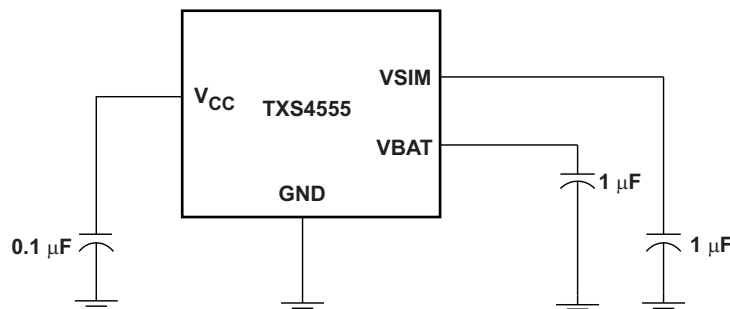 VSIM
VCC
TXS4555
VBAT
1 μF
GND
0.1 μF
1 μF